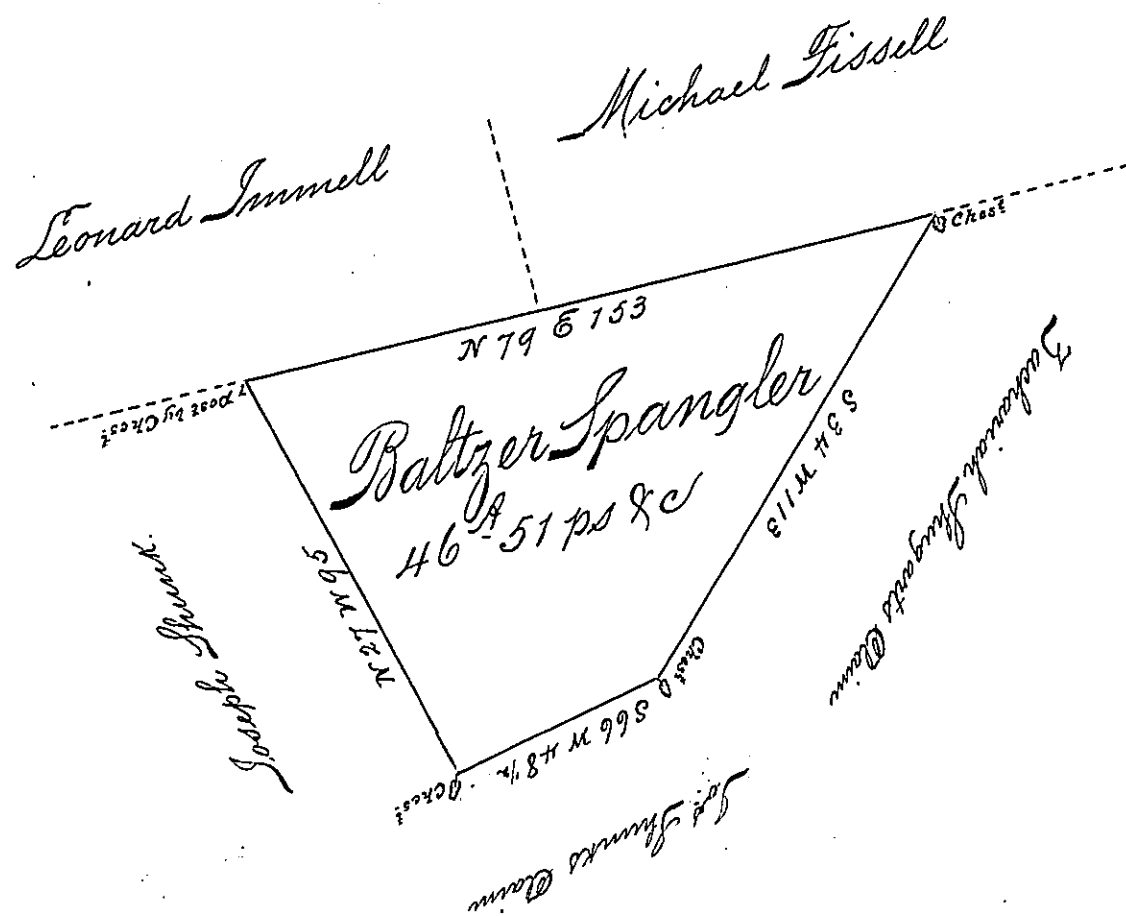 Leonard Immell
Michael Fissell
Chest
N 79 E 153
post by Chest
Baltzer Spangler
46 A 51 ps & C
S 34 W 113
Zachariah Shugarts Claim
N 27 W 95
Joseph Shunk.
Chest
S 66 W 48 1/2
Chest
Jos Shunks Claim